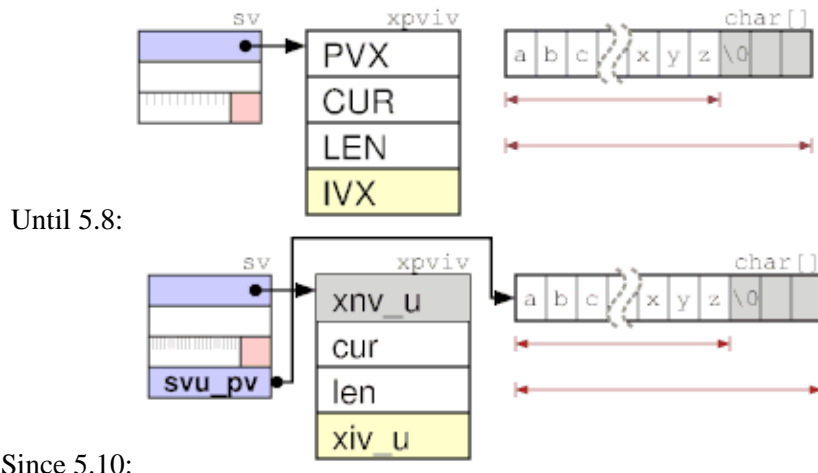 sv xpviv char[]
PVX a b c x y z \0
CUR
LEN
IVX
Until 5.8:
sv xpviv char[]
xnv_u a b c x y z \0
cur
svu_pv len
xiv_u
Since 5.10: